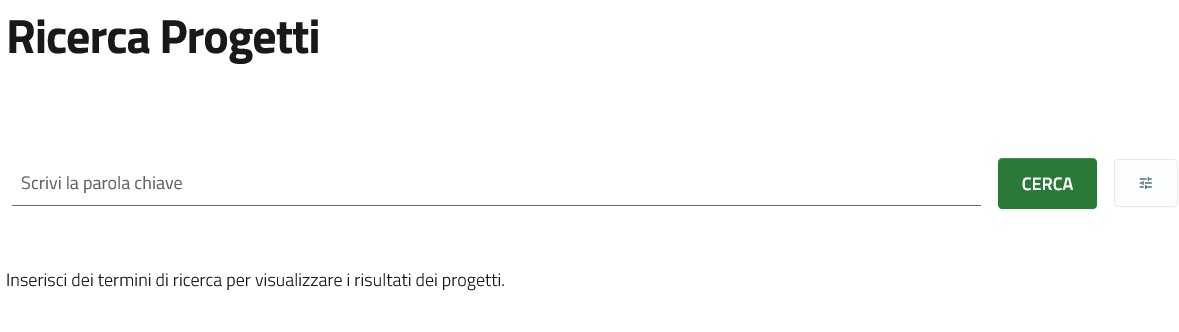 Ricerca Progetti
Scrivi la parola chiave
CERCA
Inserisci dei termini di ricerca per visualizzare i risultati dei progetti.